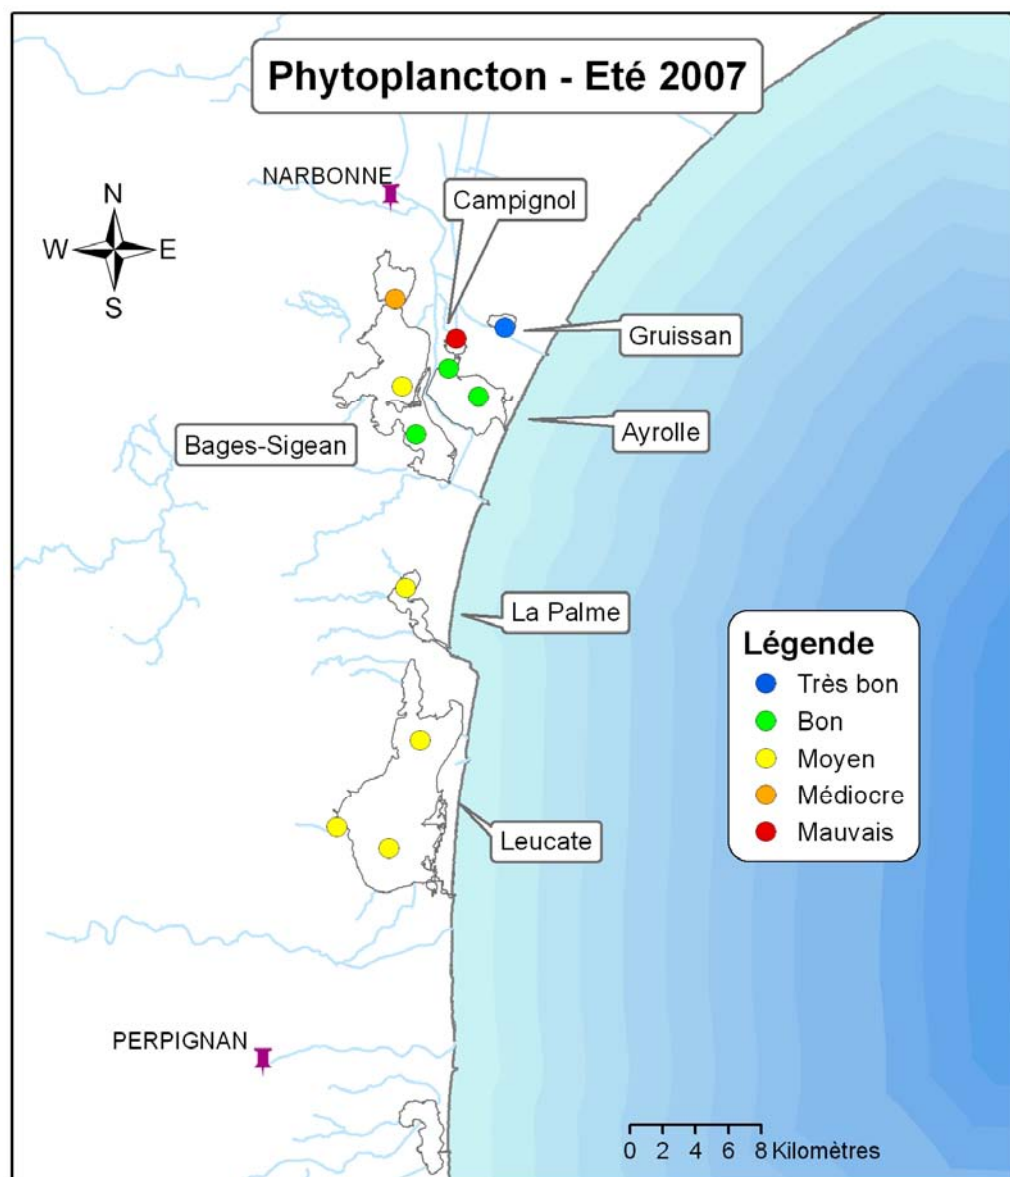 Phytoplancton - Eté 2007
NARBONNE
Campignol
N
W
E
S
Gruissan
Ayrolle
Bages-Sigean
La Palme
Légende
Très bon
Bon
Moyen
Médiocre
Mauvais
Leucate
PERPIGNAN
0 2 4 6 8 Kilomètres